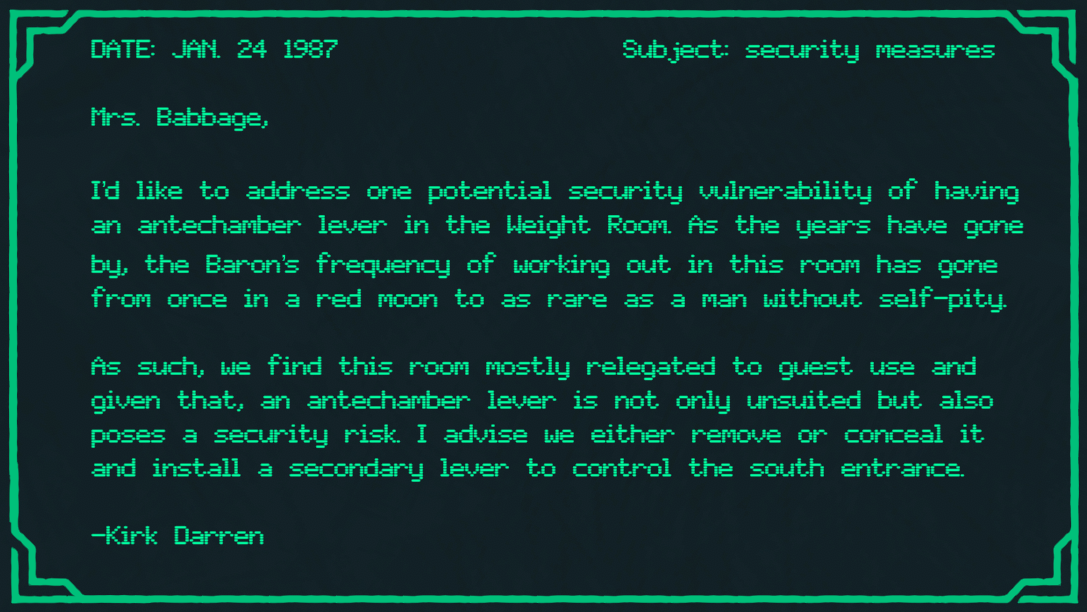 DATE: JAN. 24 1987 Subject: security measures
Mrs. Babbage,
I'd like to address one potential security vulnerability of having
an antechamber lever in the Weight Room. As the years have gone
by, the Baron's frequency of working out in this room has gone
from once in a red moon to as rare as a man without self-pity.
As such, we find this room mostly relegated to guest use and
given that, an antechamber lever is not only unsuited but also
poses a security risk. I advise we either remove or conceal it
and install a secondary lever to control the south entrance.
-Kirk Darren